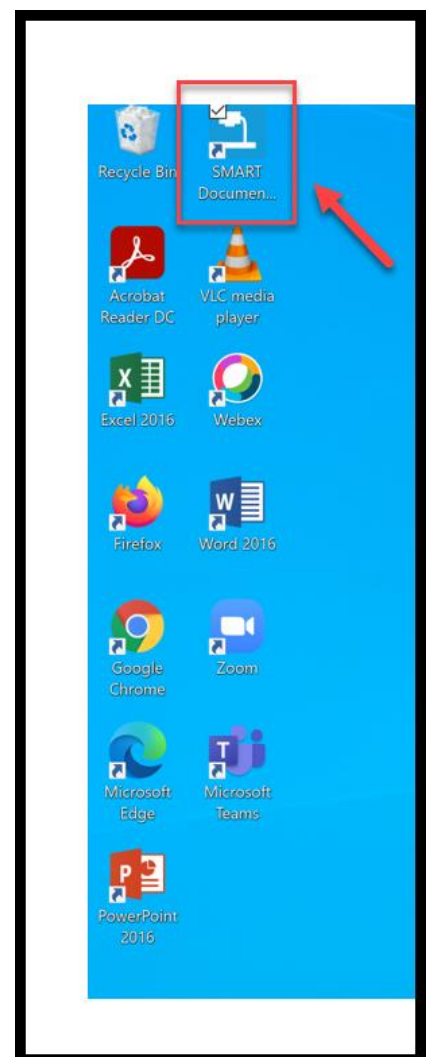 Recycle Bin
SMART
Documen...
Acrobat
Reader DC
VLC media
player
Excel 2016
Webex
Firefox
Word 2016
Google
Chrome
Zoom
Microsoft
Edge
Microsoft
Teams
PowerPoint
2016